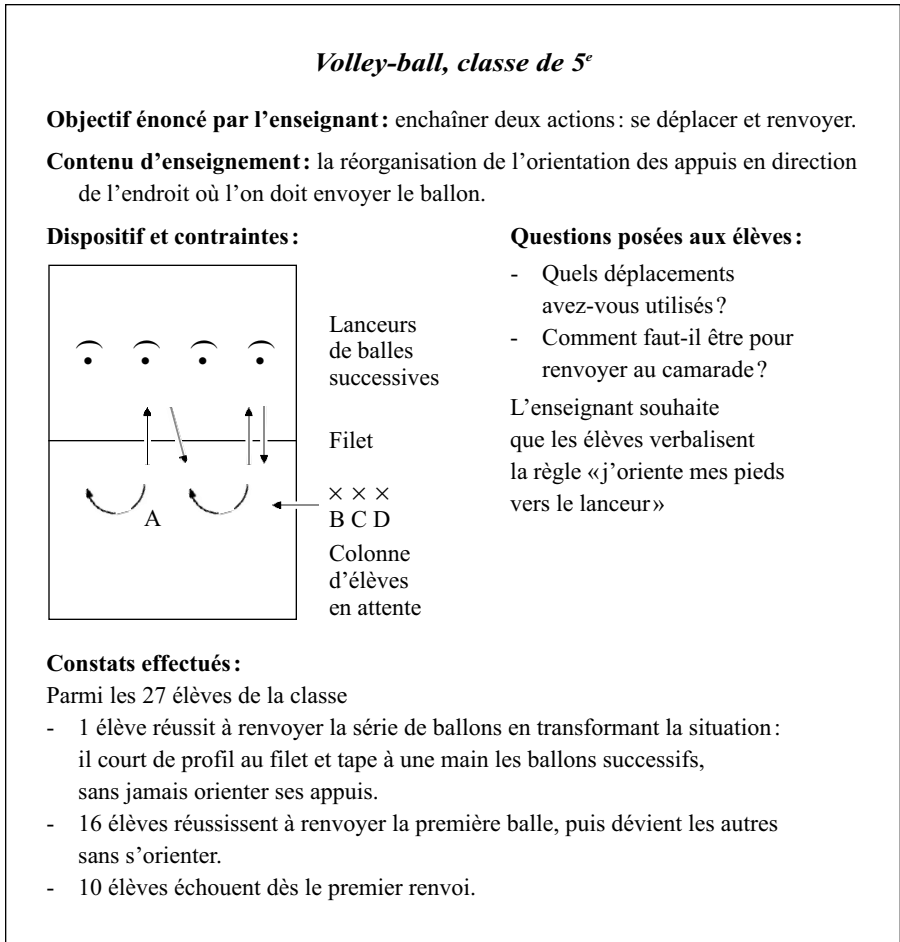 Volley-ball, classe de 5e
Objectif énoncé par l'enseignant : enchaîner deux actions : se déplacer et renvoyer.
Contenu d'enseignement : la réorganisation de l'orientation des appuis en direction
de l'endroit où l'on doit envoyer le ballon.
Dispositif et contraintes :
Lanceurs
de balles
successives
Filet
× × ×
A
B C D
Colonne
d'élèves
en attente
Questions posées aux élèves :
- Quels déplacements
avez-vous utilisés ?
- Comment faut-il être pour
renvoyer au camarade ?
L'enseignant souhaite
que les élèves verbalisent
la règle « j'oriente mes pieds
vers le lanceur »
Constats effectués :
Parmi les 27 élèves de la classe
- 1 élève réussit à renvoyer la série de ballons en transformant la situation :
il court de profil au filet et tape à une main les ballons successifs,
sans jamais orienter ses appuis.
- 16 élèves réussissent à renvoyer la première balle, puis dévient les autres
sans s'orienter.
- 10 élèves échouent dès le premier renvoi.